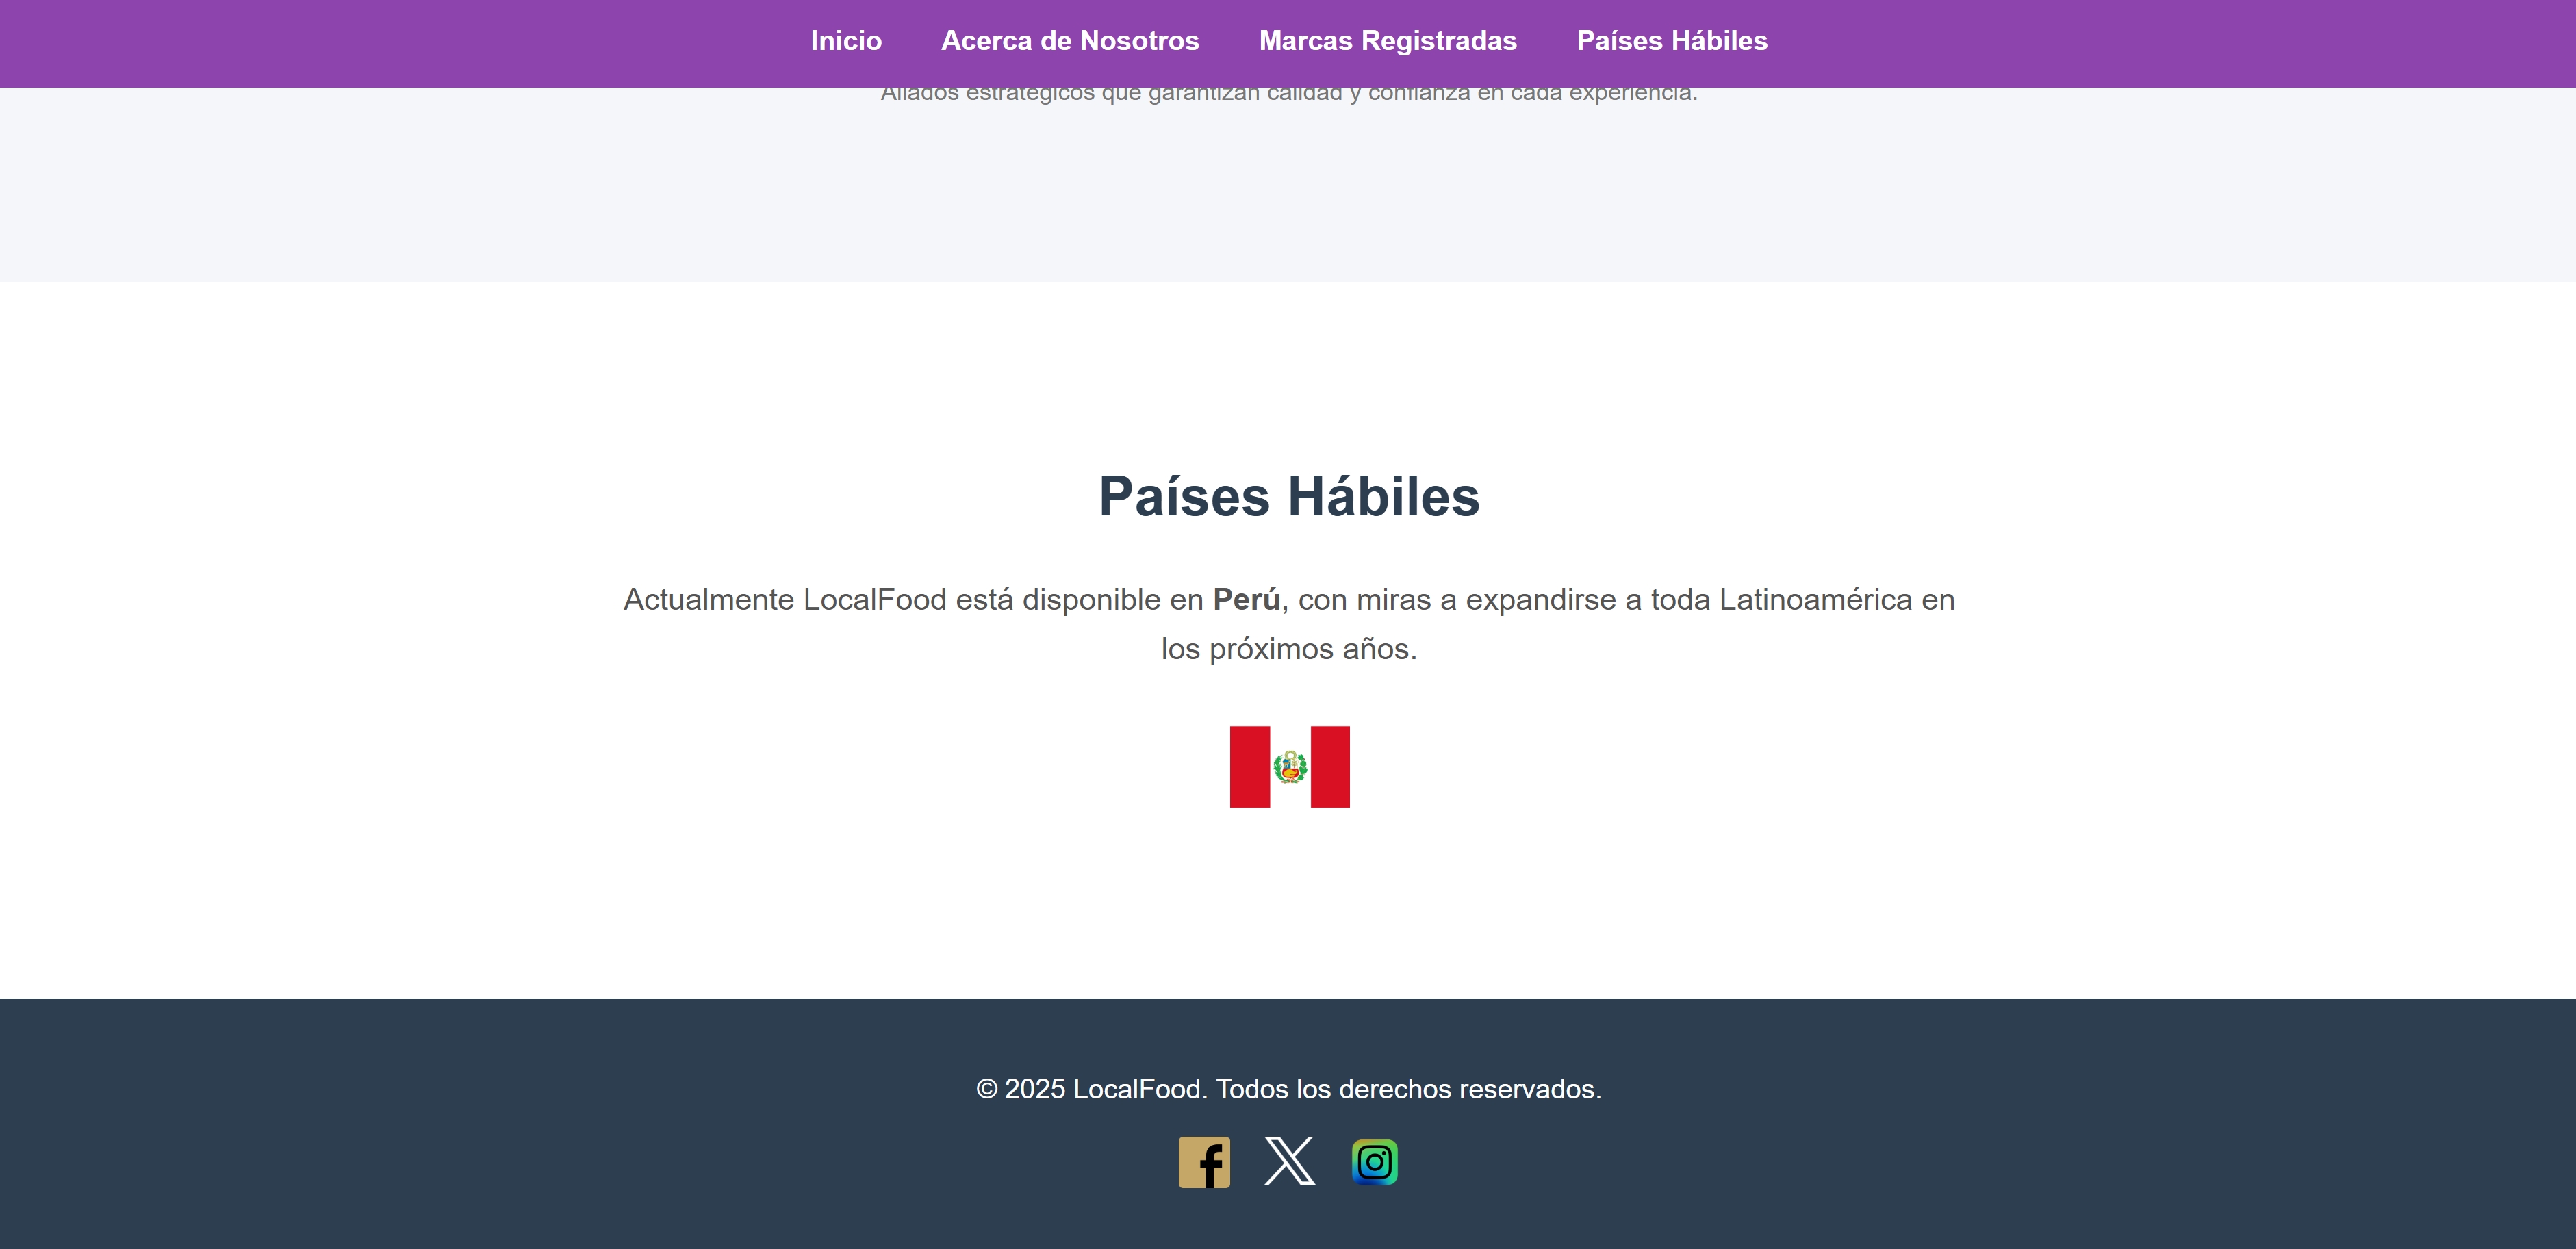 Inicio Acerca de Nosotros Marcas Registradas Países Hábiles
Aliados estratégicos que garantizan calidad y confianza en cada experiencia.
Países Hábiles
Actualmente LocalFood está disponible en Perú, con miras a expandirse a toda Latinoamérica en
los próximos años.
© 2025 LocalFood. Todos los derechos reservados.